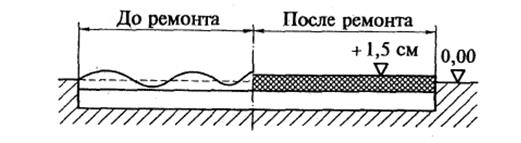 До ремонта
После ремонта
+1,5 см
0,00